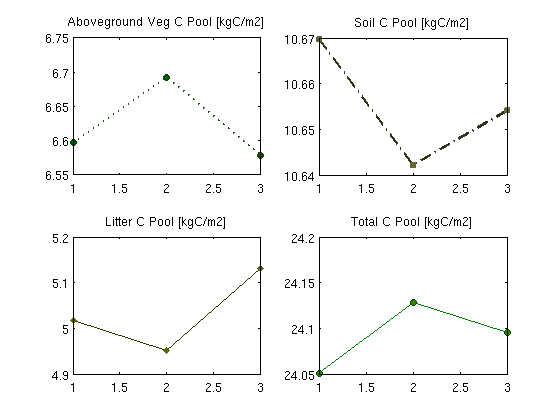 Aboveground Veg C Pool [kgC/m2]
6.75
6.7
6.65
6.6
6.55
1 1.5 2 2.5 3
Soil C Pool [kgC/m2]
10.67
10.66
10.65
10.64
1 1.5 2 2.5 3
Litter C Pool [kgC/m2]
5.2
5.1
5
4.9
1 1.5 2 2.5 3
Total C Pool [kgC/m2]
24.2
24.15
24.1
24.05
1 1.5 2 2.5 3